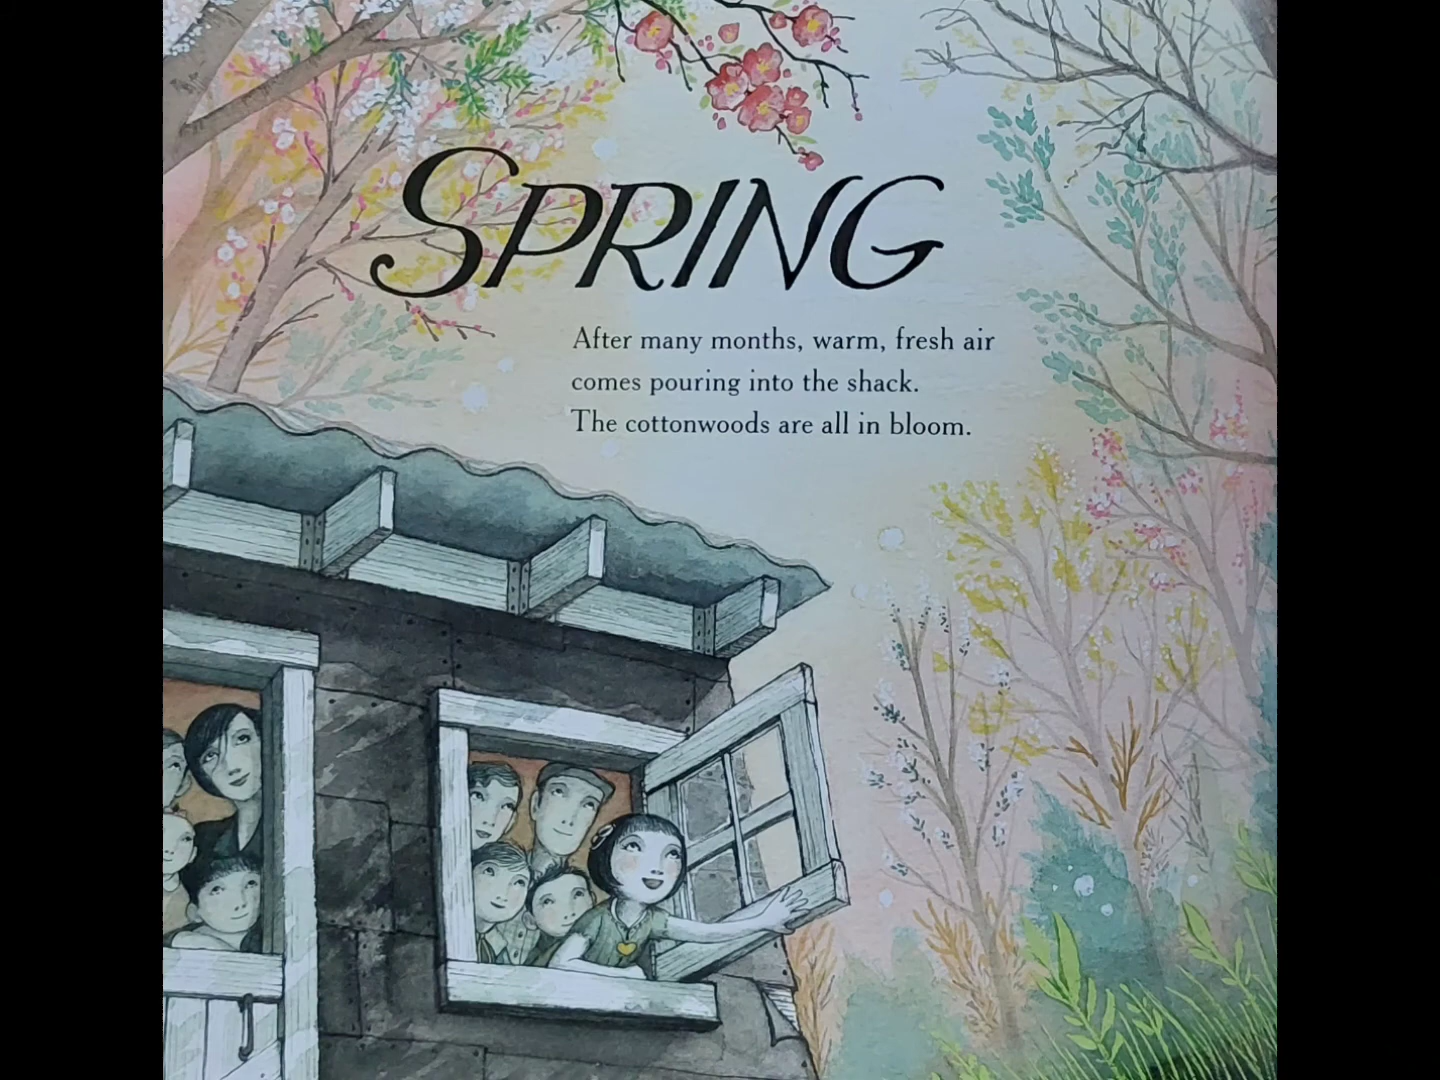 SPRING
After many months, warm, fresh air
comes pouring into the shack.
The cottonwoods are all in bloom.